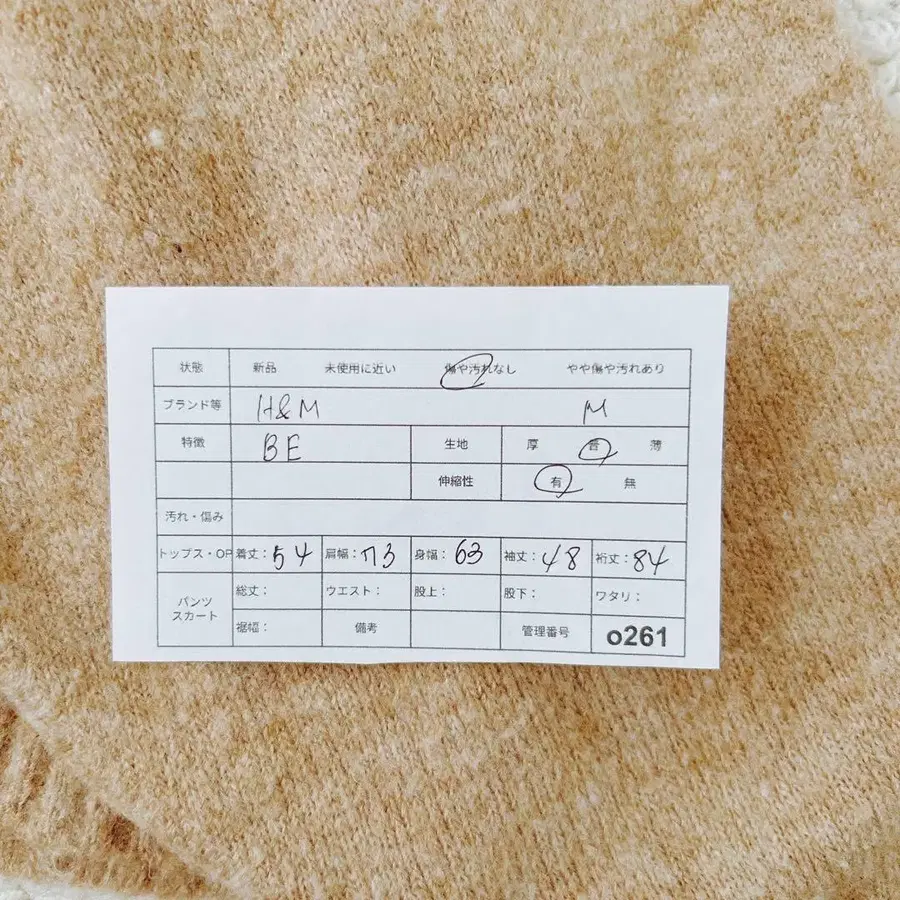 状態 新品 未使用に近い 傷や汚れなし やや傷や汚れあり
ブランド等 H&M M
特徴 BE 生地 厚 普 薄
伸縮性 有 無
汚れ・傷み
トップス・OP 着丈：54 肩幅：73 身幅：63 袖丈：48 裄丈：84
パンツ スカート 総丈： ウエスト： 股上： 股下： ワタリ：
裾幅： 備考 管理番号 o261